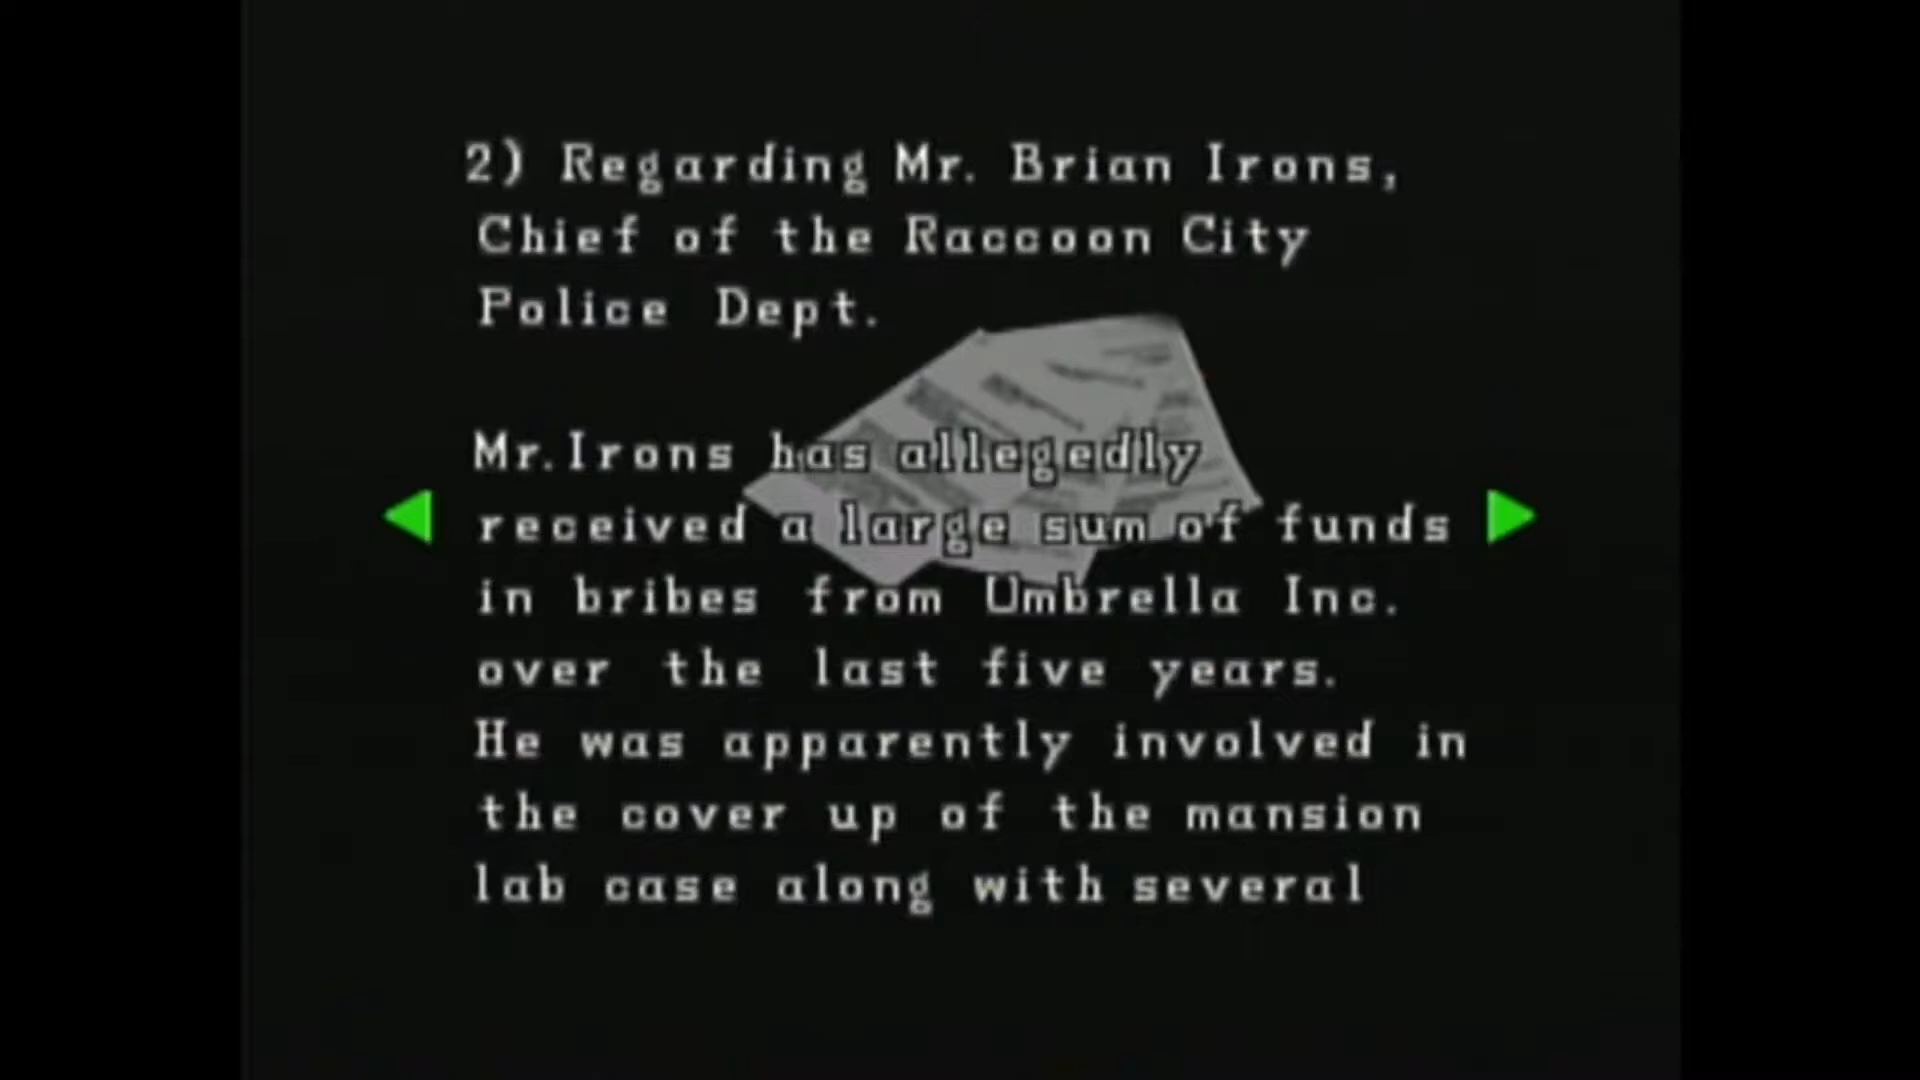 2) Regarding Mr. Brian Irons,
Chief of the Raccoon City
Police Dept.
Mr.Irons has allegedly
received a large sum of funds
in bribes from Umbrella Inc.
over the last five years.
He was apparently involved in
the cover up of the mansion
lab case along with several